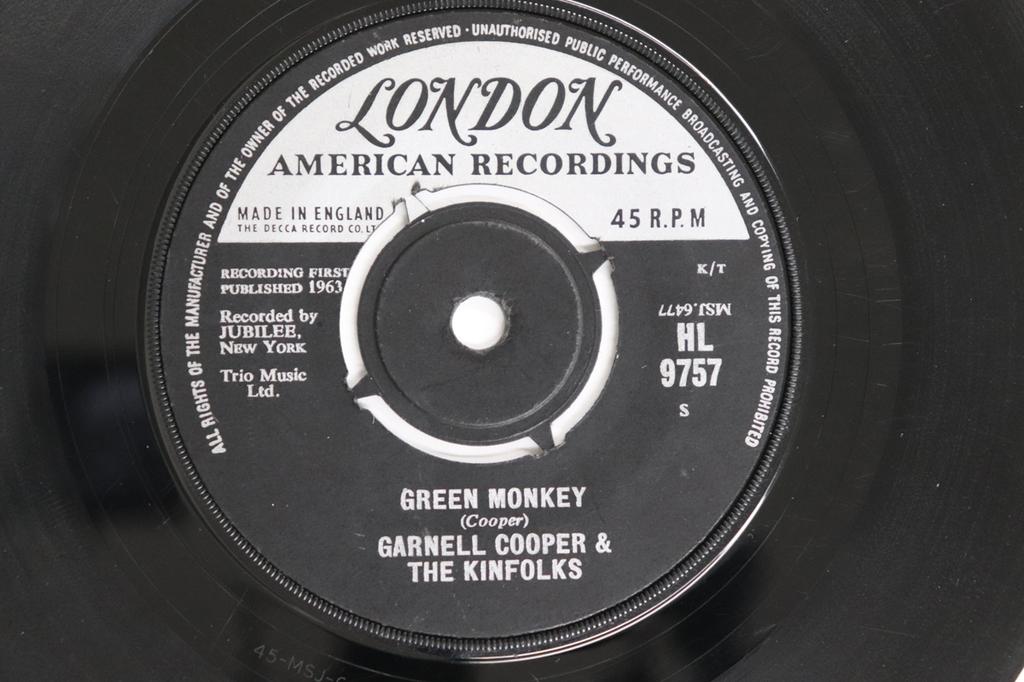 ALL RIGHTS OF THE MANUFACTURER AND OF THE OWNER OF THE RECORDED WORK RESERVED · UNAUTHORISED PUBLIC PERFORMANCE BROADCASTING AND COPYING OF THIS RECORD PROHIBITED
LONDON
AMERICAN RECORDINGS
MADE IN ENGLAND
THE DECCA RECORD CO.
45 R.P.M
RECORDING FIRST
PUBLISHED 1963
Recorded by
JUBILEE,
NEW YORK
Trio Music
Ltd.
K/T
MSJ.6477
HL
9757
S
GREEN MONKEY
(Cooper)
GARNELL COOPER &
THE KINFOLKS
45-MSJ-